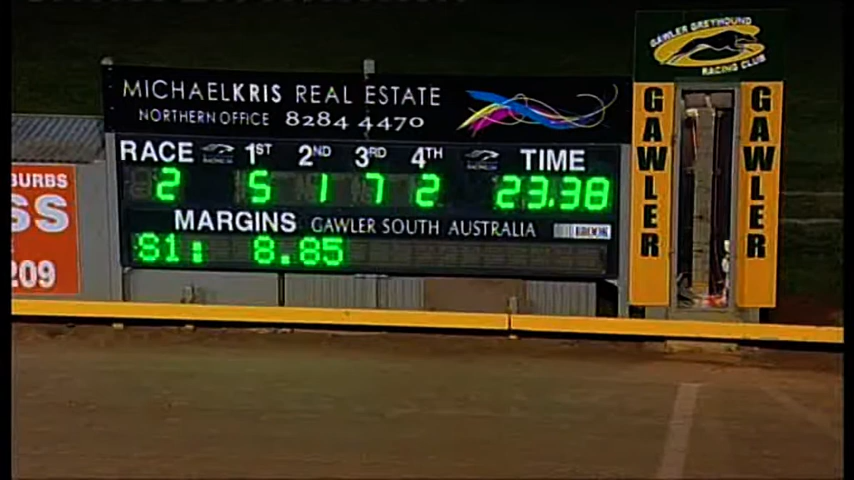 GAWLER GREYHOUND
RACING CLUB
MICHAELKRIS REAL ESTATE
NORTHERN OFFICE 8284 4470
RACE 1ST 2ND 3RD 4TH TIME
2 5 1 7 2 23.38
MARGINS GAWLER SOUTH AUSTRALIA
S1: 8.85
GAWLER
GAWLER
URBS
SS
209